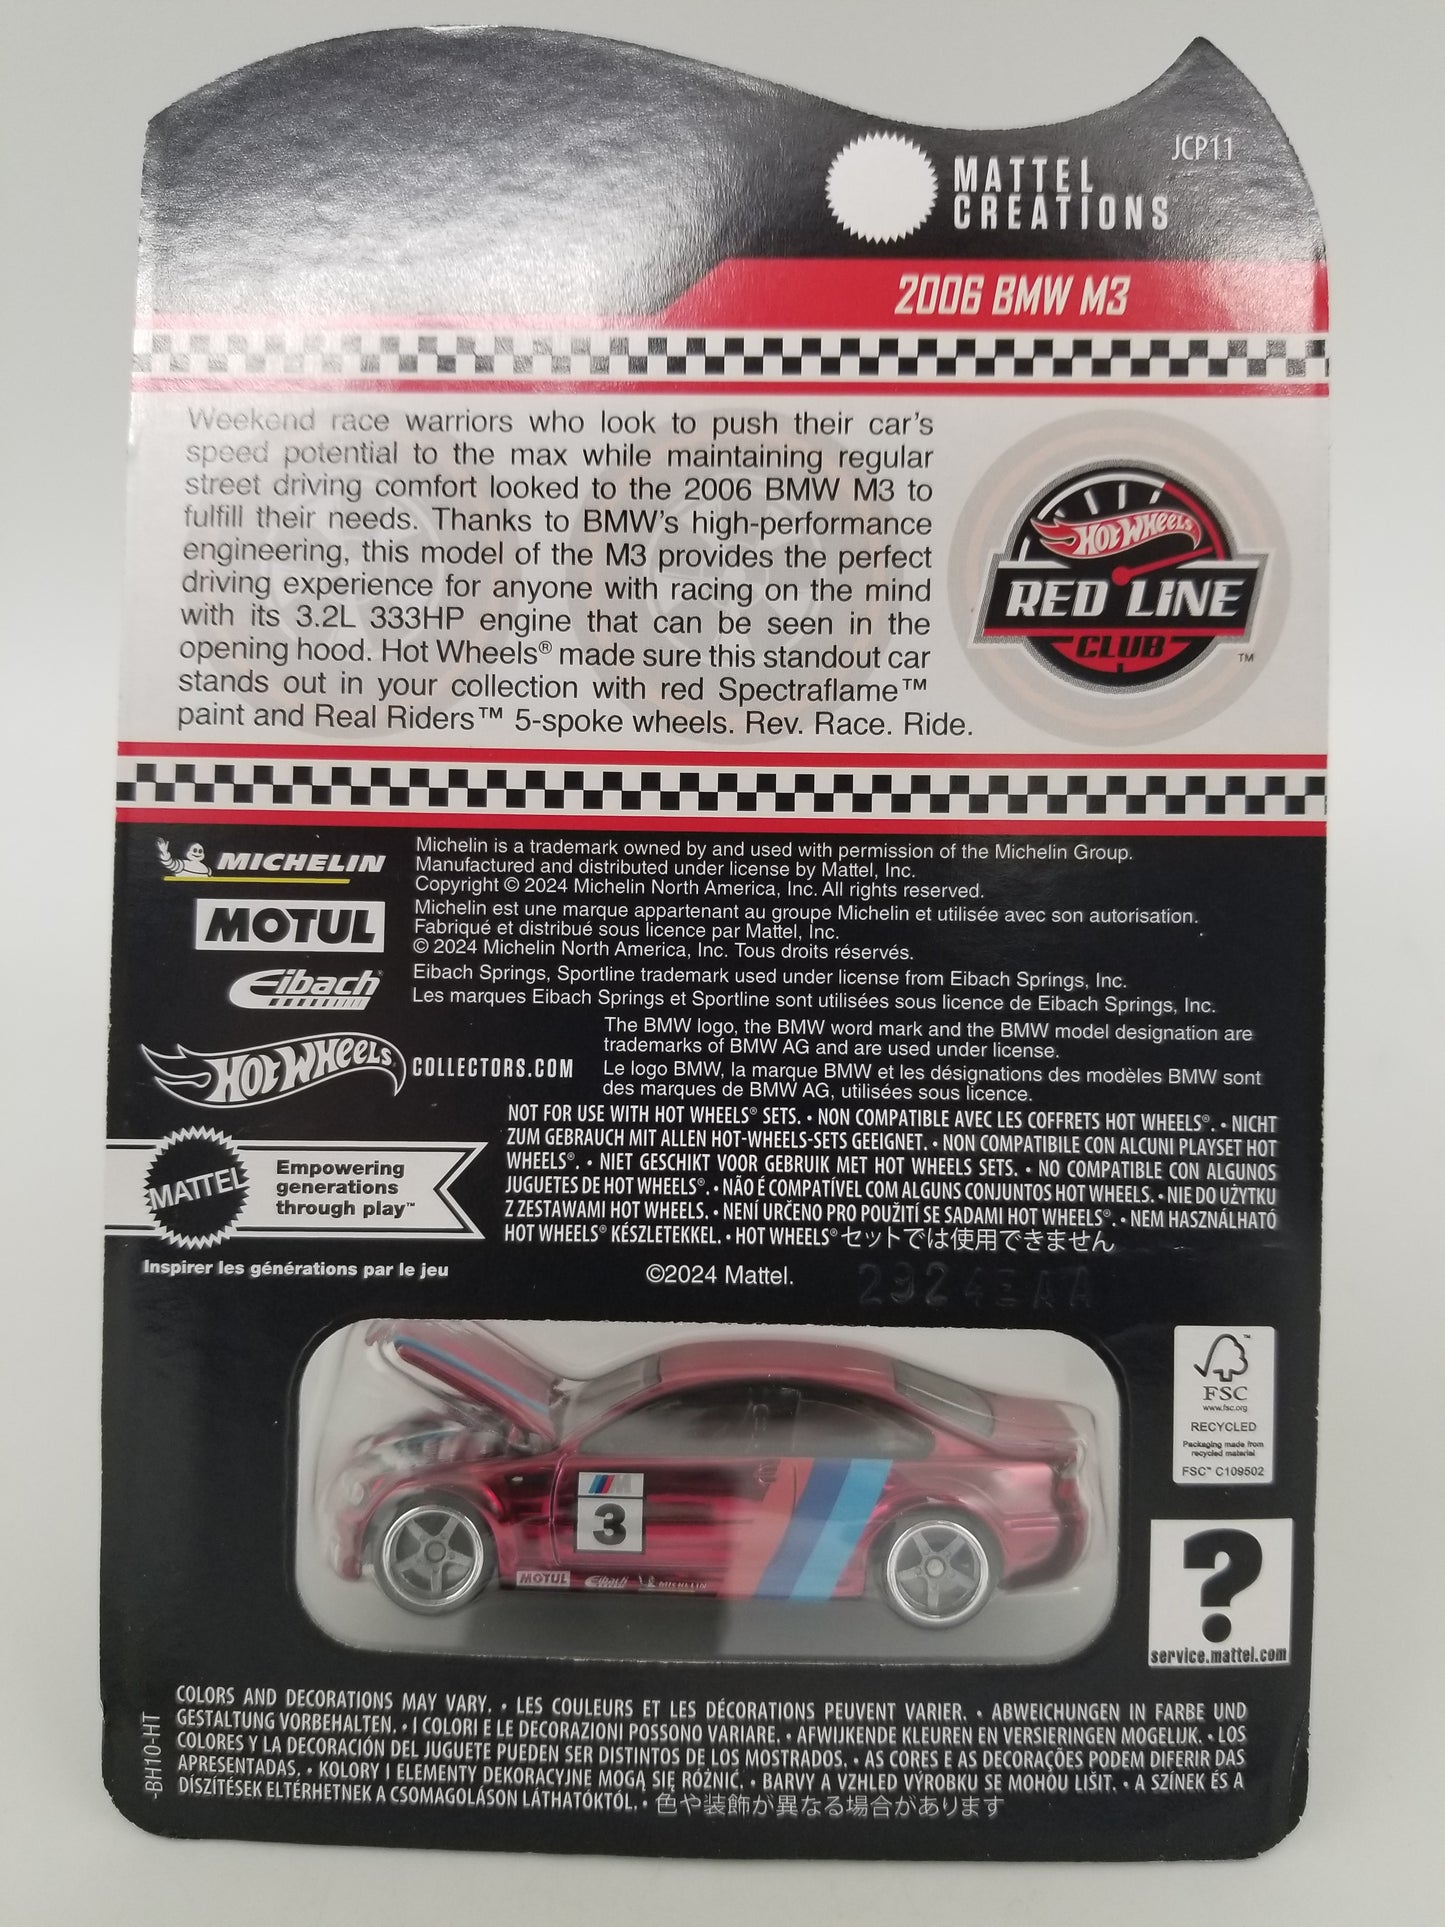 JCP11
MATTEL
CREATIONS
2006 BMW M3
Weekend race warriors who look to push their car's
speed potential to the max while maintaining regular
street driving comfort looked to the 2006 BMW M3 to
fulfill their needs. Thanks to BMW's high-performance
engineering, this model of the M3 provides the perfect
driving experience for anyone with racing on the mind
with its 3.2L 333HP engine that can be seen in the
opening hood. Hot Wheels® made sure this standout car
stands out in your collection with red Spectraflame™
paint and Real Riders™ 5-spoke wheels. Rev. Race. Ride.
HOT WHEELS
RED LINE
CLUB
™
MICHELIN
Michelin is a trademark owned by and used with permission of the Michelin Group.
Manufactured and distributed under license by Mattel, Inc.
Copyright © 2024 Michelin North America, Inc. All rights reserved.
MOTUL
Michelin est une marque appartenant au groupe Michelin et utilisée avec son autorisation.
Fabriqué et distribué sous licence par Mattel, Inc.
© 2024 Michelin North America, Inc. Tous droits réservés.
Eibach®
Eibach Springs, Sportline trademark used under license from Eibach Springs, Inc.
Les marques Eibach Springs et Sportline sont utilisées sous licence de Eibach Springs, Inc.
HOT WHEELS COLLECTORS.COM
The BMW logo, the BMW word mark and the BMW model designation are
trademarks of BMW AG and are used under license.
Le logo BMW, la marque BMW et les désignations des modèles BMW sont
des marques de BMW AG, utilisées sous licence.
NOT FOR USE WITH HOT WHEELS® SETS. • NON COMPATIBLE AVEC LES COFFRETS HOT WHEELS®. • NICHT
ZUM GEBRAUCH MIT ALLEN HOT-WHEELS-SETS GEEIGNET. • NON COMPATIBILE CON ALCUNI PLAYSET HOT
WHEELS®. • NIET GESCHIKT VOOR GEBRUIK MET HOT WHEELS SETS. • NO COMPATIBLE CON ALGUNOS
JUGUETES DE HOT WHEELS®. • NÃO É COMPATÍVEL COM ALGUNS CONJUNTOS HOT WHEELS. • NIE DO UŻYTKU
Z ZESTAWAMI HOT WHEELS. • NENÍ URČENO PRO POUŽITÍ SE SADAMI HOT WHEELS®. • NEM HASZNÁLHATÓ
HOT WHEELS® KÉSZLETEKKEL. • HOT WHEELS® セットでは使用できません
MATTEL
Empowering
generations
through play™
Inspirer les générations par le jeu
©2024 Mattel.
2924EAA
FSC™
www.fsc.org
RECYCLED
Packaging made from
recycled material
FSC™ C109502
M
3
MOTUL Eibach MICHELIN
?
service.mattel.com
-BH10-HT
COLORS AND DECORATIONS MAY VARY. • LES COULEURS ET LES DÉCORATIONS PEUVENT VARIER. • ABWEICHUNGEN IN FARBE UND
GESTALTUNG VORBEHALTEN. • I COLORI E LE DECORAZIONI POSSONO VARIARE. • AFWIJKENDE KLEUREN EN VERSIERINGEN MOGELIJK. • LOS
COLORES Y LA DECORACIÓN DEL JUGUETE PUEDEN SER DISTINTOS DE LOS MOSTRADOS. • AS CORES E AS DECORAÇÕES PODEM DIFERIR DAS
APRESENTADAS. • KOLORY I ELEMENTY DEKORACYJNE MOGĄ SIĘ RÓŻNIĆ. • BARVY A VZHLED VÝROBKU SE MOHOU LIŠIT. • A SZÍNEK ÉS A
DÍSZÍTÉSEK ELTÉRHETNEK A CSOMAGOLÁSON LÁTHATÓKTÓL. • 色や装飾が異なる場合があります